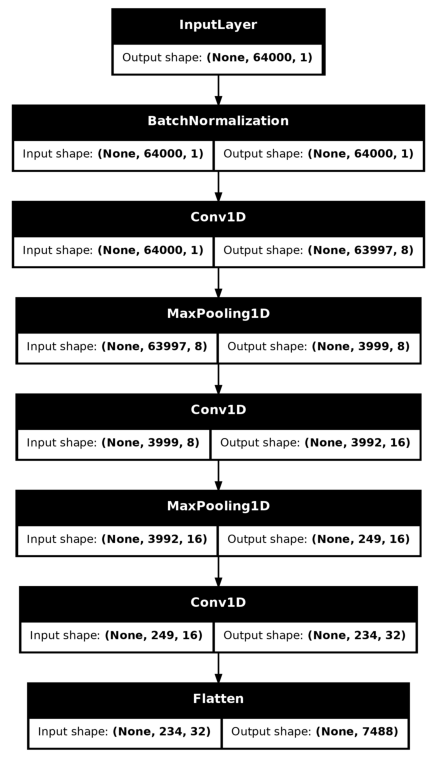 InputLayer
Output shape: (None, 64000, 1)
BatchNormalization
Input shape: (None, 64000, 1) Output shape: (None, 64000, 1)
Conv1D
Input shape: (None, 64000, 1) Output shape: (None, 63997, 8)
MaxPooling1D
Input shape: (None, 63997, 8) Output shape: (None, 3999, 8)
Conv1D
Input shape: (None, 3999, 8) Output shape: (None, 3992, 16)
MaxPooling1D
Input shape: (None, 3992, 16) Output shape: (None, 249, 16)
Conv1D
Input shape: (None, 249, 16) Output shape: (None, 234, 32)
Flatten
Input shape: (None, 234, 32) Output shape: (None, 7488)